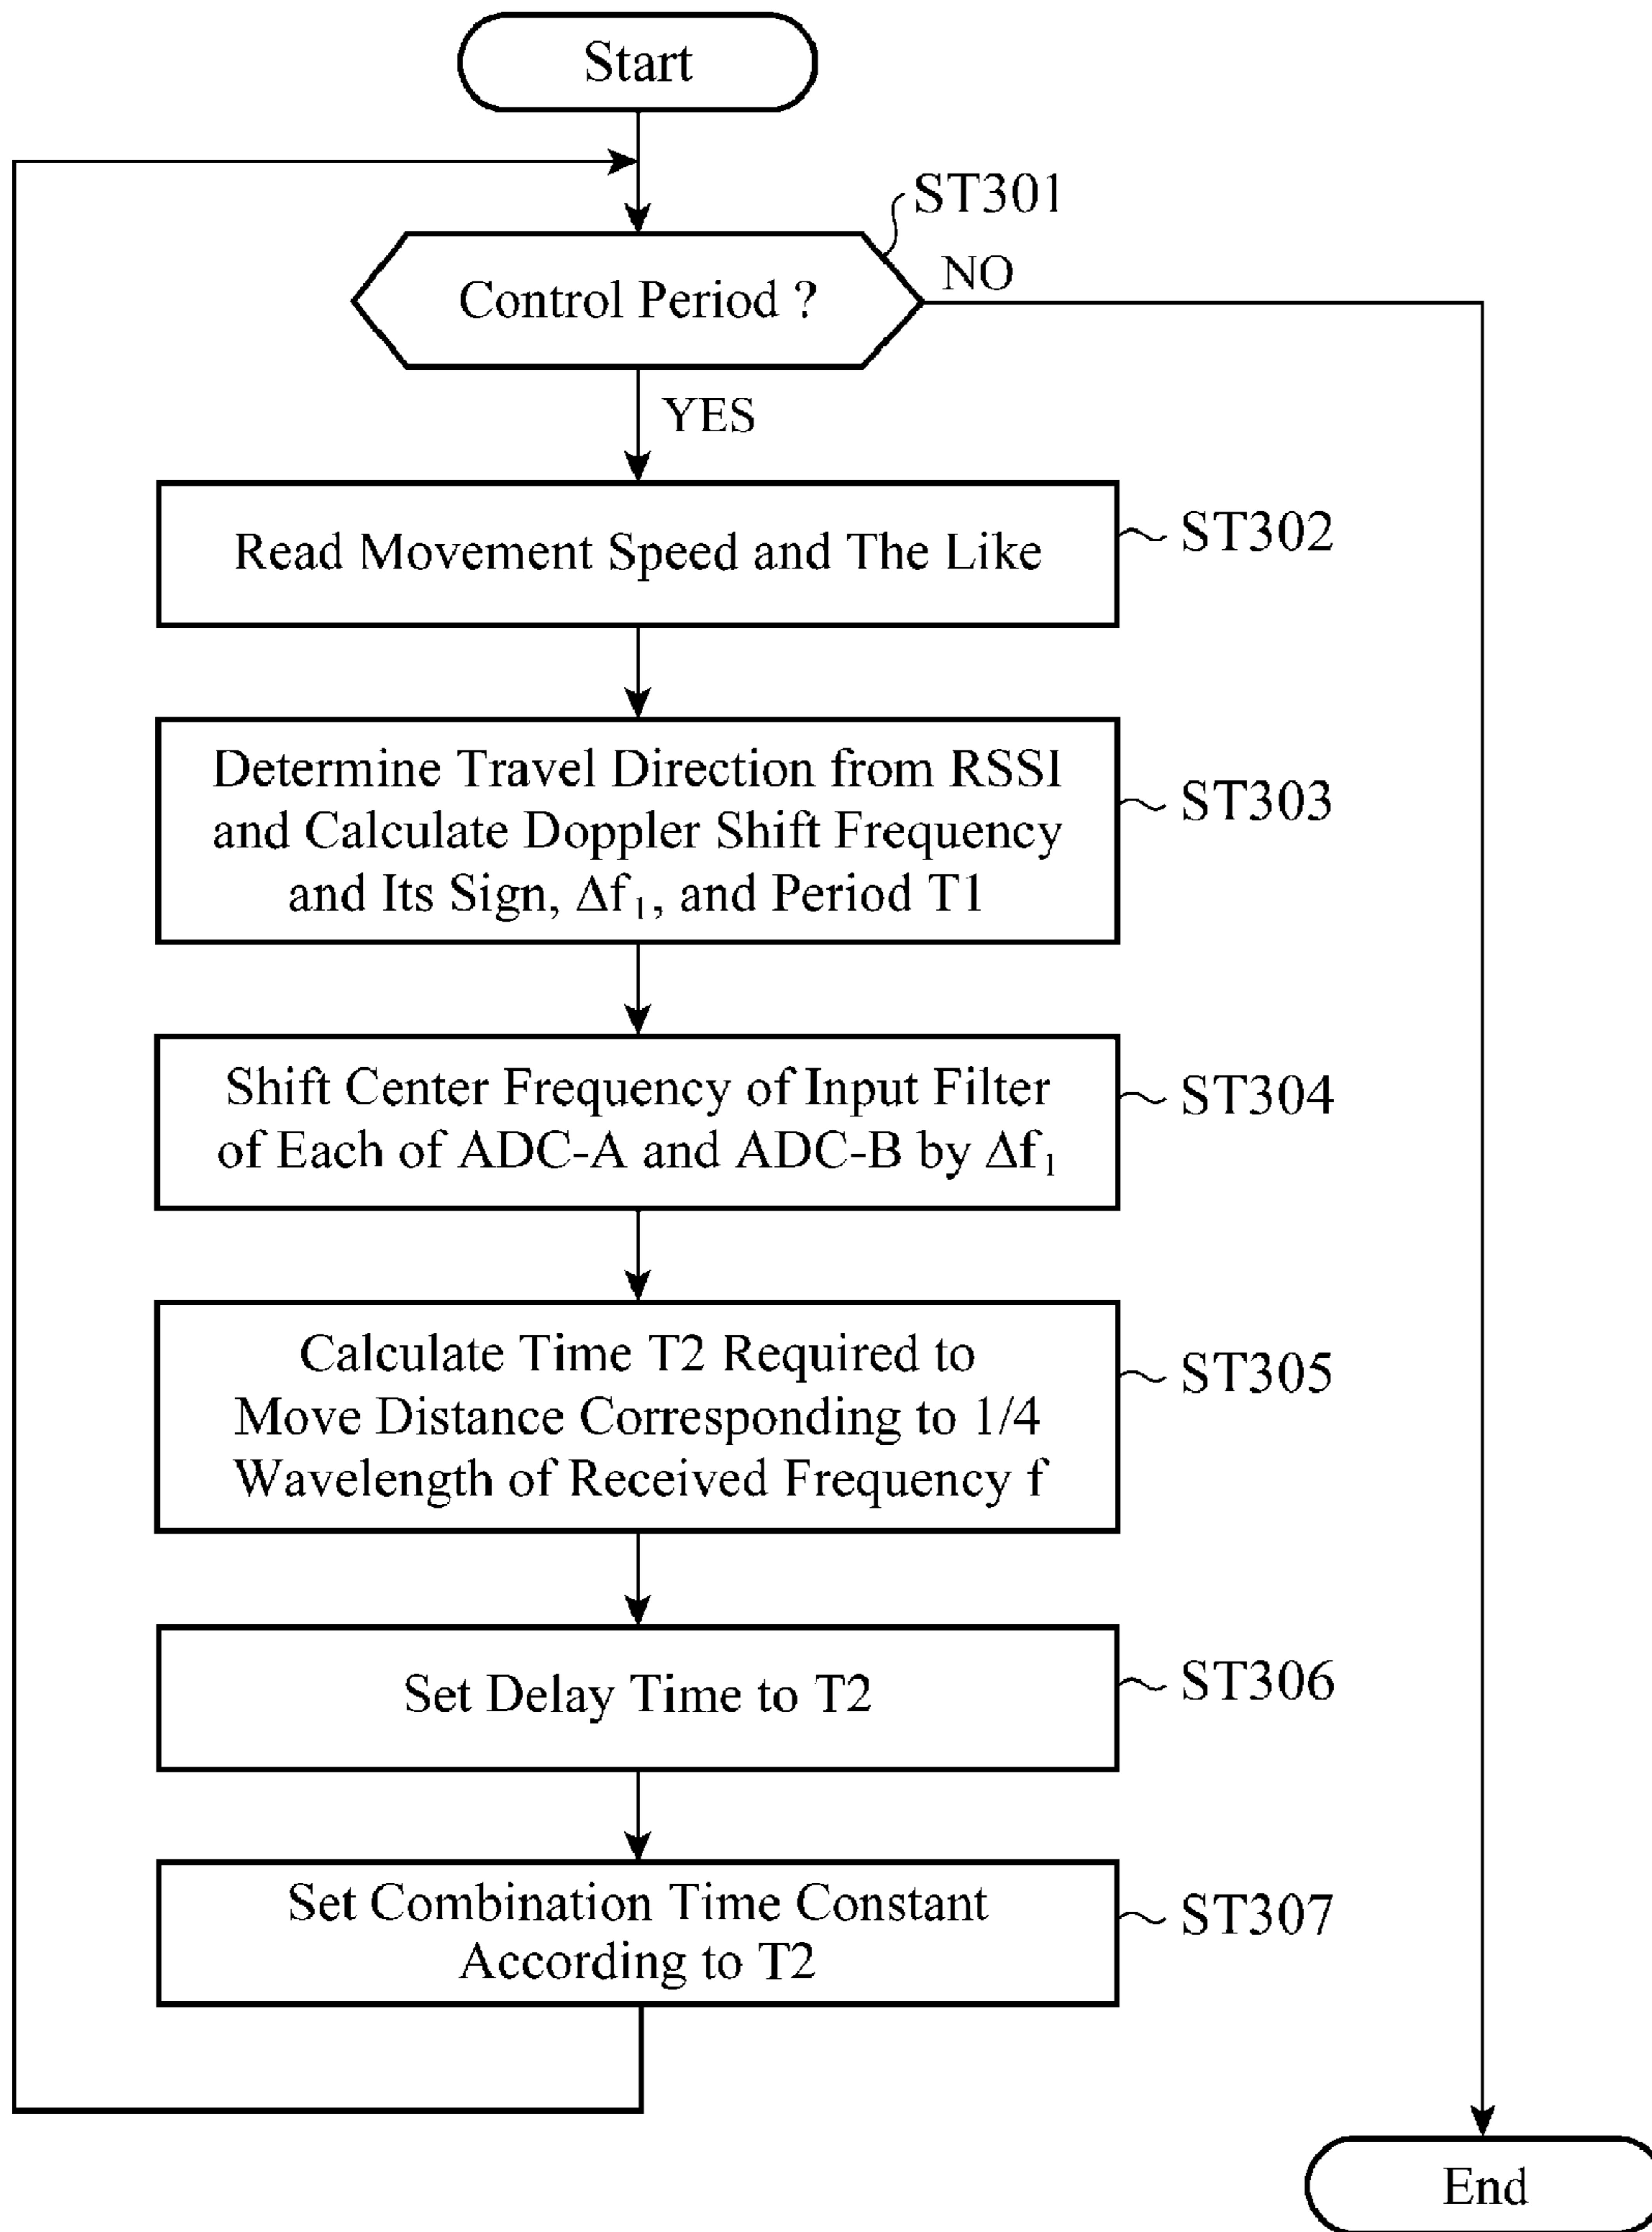 Start
ST301
Control Period ?
NO
YES
Read Movement Speed and The Like
ST302
Determine Travel Direction from RSSI
and Calculate Doppler Shift Frequency
and Its Sign, Δf₁, and Period T1
ST303
Shift Center Frequency of Input Filter
of Each of ADC-A and ADC-B by Δf₁
ST304
Calculate Time T2 Required to
Move Distance Corresponding to 1/4
Wavelength of Received Frequency f
ST305
Set Delay Time to T2
ST306
Set Combination Time Constant
According to T2
ST307
End